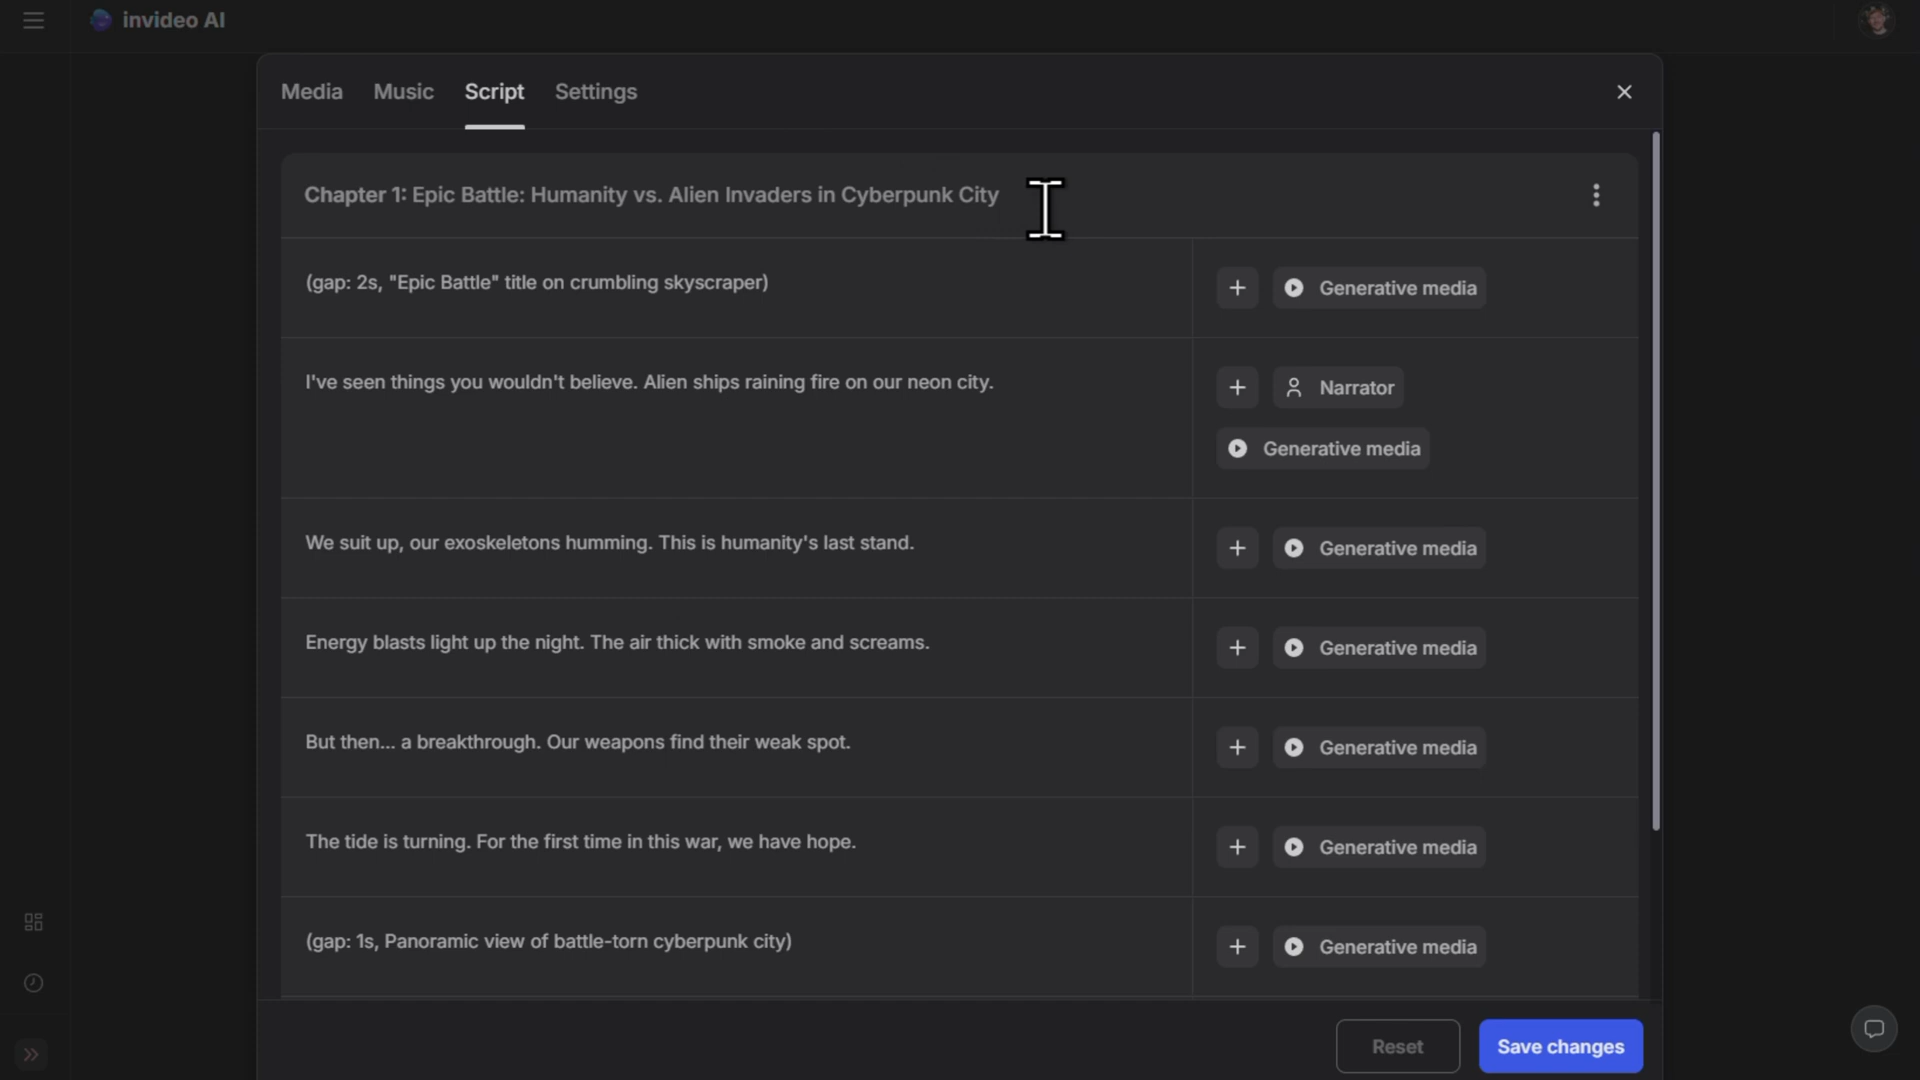 invideo AI
Media Music Script Settings
Chapter 1: Epic Battle: Humanity vs. Alien Invaders in Cyberpunk City
(gap: 2s, "Epic Battle" title on crumbling skyscraper)
Generative media
I've seen things you wouldn't believe. Alien ships raining fire on our neon city.
Narrator
Generative media
We suit up, our exoskeletons humming. This is humanity's last stand.
Generative media
Energy blasts light up the night. The air thick with smoke and screams.
Generative media
But then... a breakthrough. Our weapons find their weak spot.
Generative media
The tide is turning. For the first time in this war, we have hope.
Generative media
(gap: 1s, Panoramic view of battle-torn cyberpunk city)
Generative media
Reset
Save changes